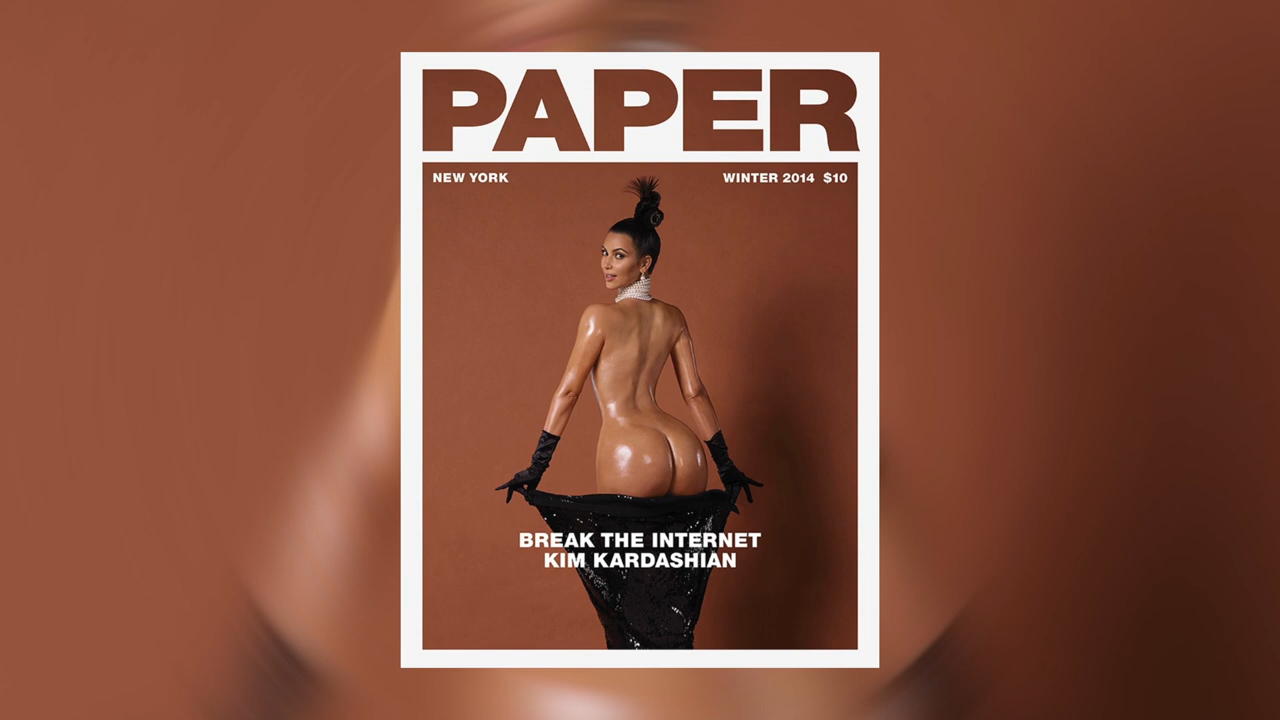 PAPER
NEW YORK
WINTER 2014 $10
BREAK THE INTERNET
KIM KARDASHIAN